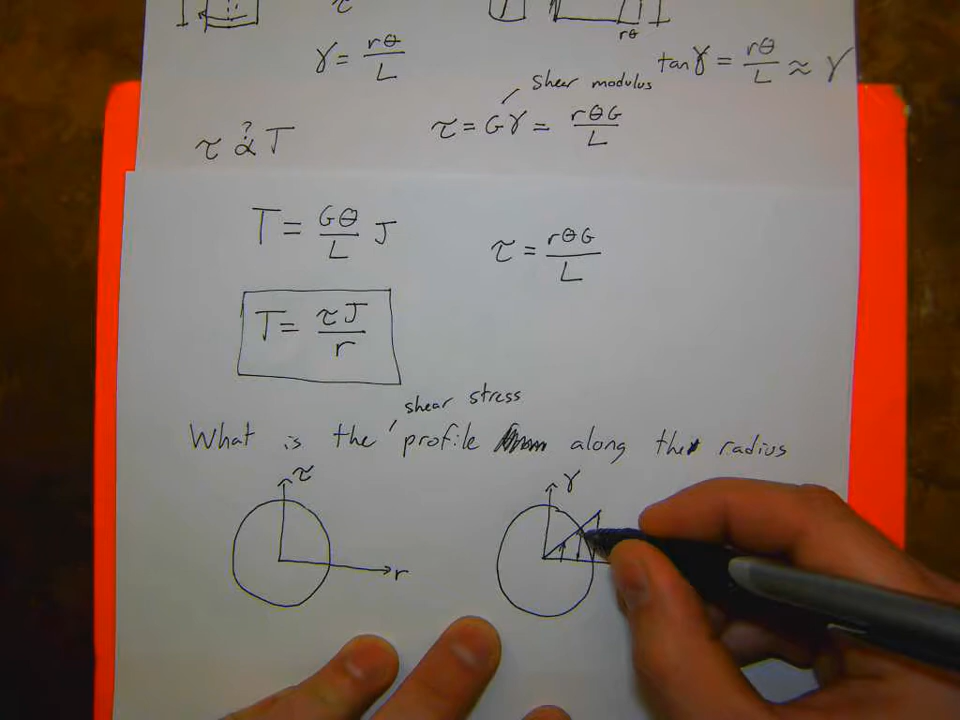 τ
rθ
γ = rθ/L
tan γ = rθ/L ≈ γ
shear modulus
τ = Gγ = rθG/L
?
τ α T
T = Gθ/L J
τ = rθG/L
T = τJ/r
shear stress
What is the profile along the radius
τ
r
γ